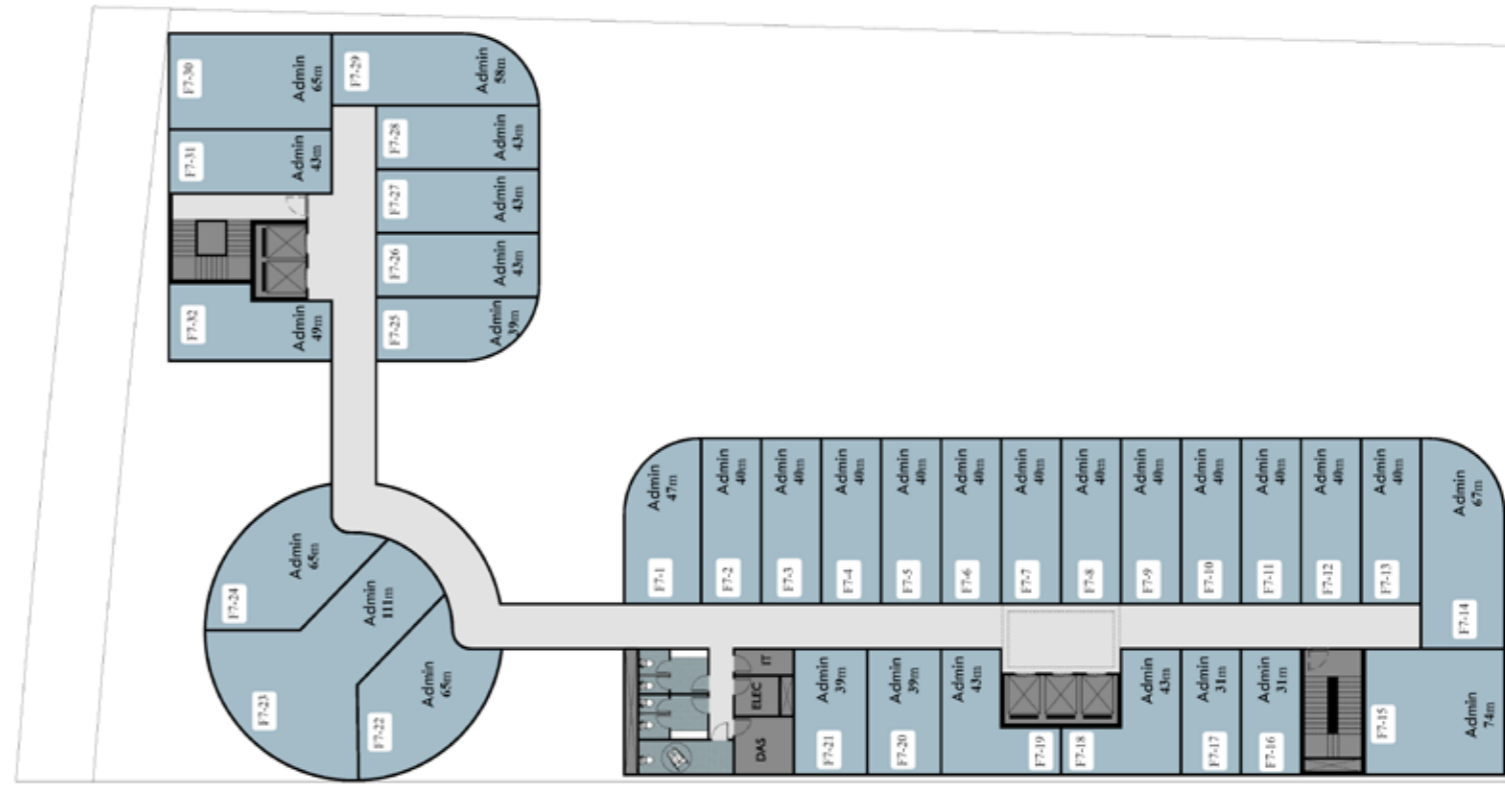 F7-30
Admin
65m
F7-29
Admin
58m
F7-31
Admin
43m
F7-28
Admin
43m
F7-27
Admin
43m
F7-26
Admin
43m
F7-32
Admin
49m
F7-25
Admin
39m
F7-24
Admin
65m
F7-23
Admin
111m
F7-22
Admin
65m
Admin
47m
F7-1
Admin
40m
F7-2
Admin
40m
F7-3
Admin
40m
F7-4
Admin
40m
F7-5
Admin
40m
F7-6
Admin
40m
F7-7
Admin
40m
F7-8
Admin
40m
F7-9
Admin
40m
F7-10
Admin
40m
F7-11
Admin
40m
F7-12
Admin
40m
F7-13
Admin
67m
F7-14
IT
ELEC
DAS
Admin
39m
F7-21
Admin
39m
F7-20
Admin
43m
F7-19
F7-18
Admin
43m
Admin
31m
F7-17
Admin
31m
F7-16
F7-15
Admin
74m